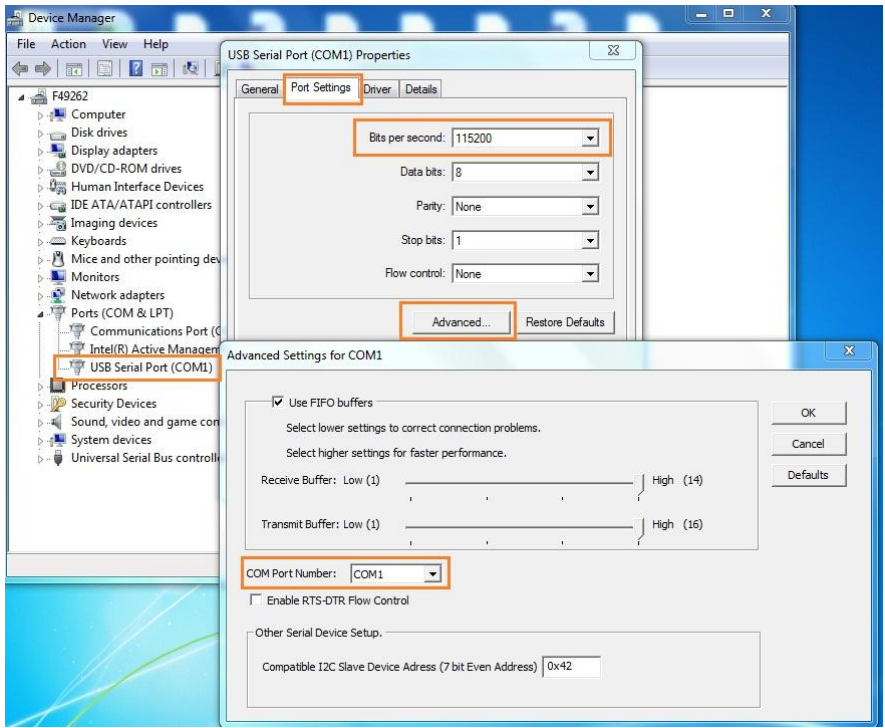 Device Manager
File Action View Help
F49262
Computer
Disk drives
Display adapters
DVD/CD-ROM drives
Human Interface Devices
IDE ATA/ATAPI controllers
Imaging devices
Keyboards
Mice and other pointing dev
Monitors
Network adapters
Ports (COM & LPT)
Communications Port (C
Intel(R) Active Managem
USB Serial Port (COM1)
Processors
Security Devices
Sound, video and game con
System devices
Universal Serial Bus controlle
USB Serial Port (COM1) Properties
General Port Settings Driver Details
Bits per second: 115200
Data bits: 8
Parity: None
Stop bits: 1
Flow control: None
Advanced... Restore Defaults
Advanced Settings for COM1
Use FIFO buffers
Select lower settings to correct connection problems.
Select higher settings for faster performance.
Receive Buffer: Low (1) High (14)
Transmit Buffer: Low (1) High (16)
COM Port Number: COM1
Enable RTS-DTR Flow Control
Other Serial Device Setup.
Compatible I2C Slave Device Adress (7 bit Even Address) 0x42
OK
Cancel
Defaults